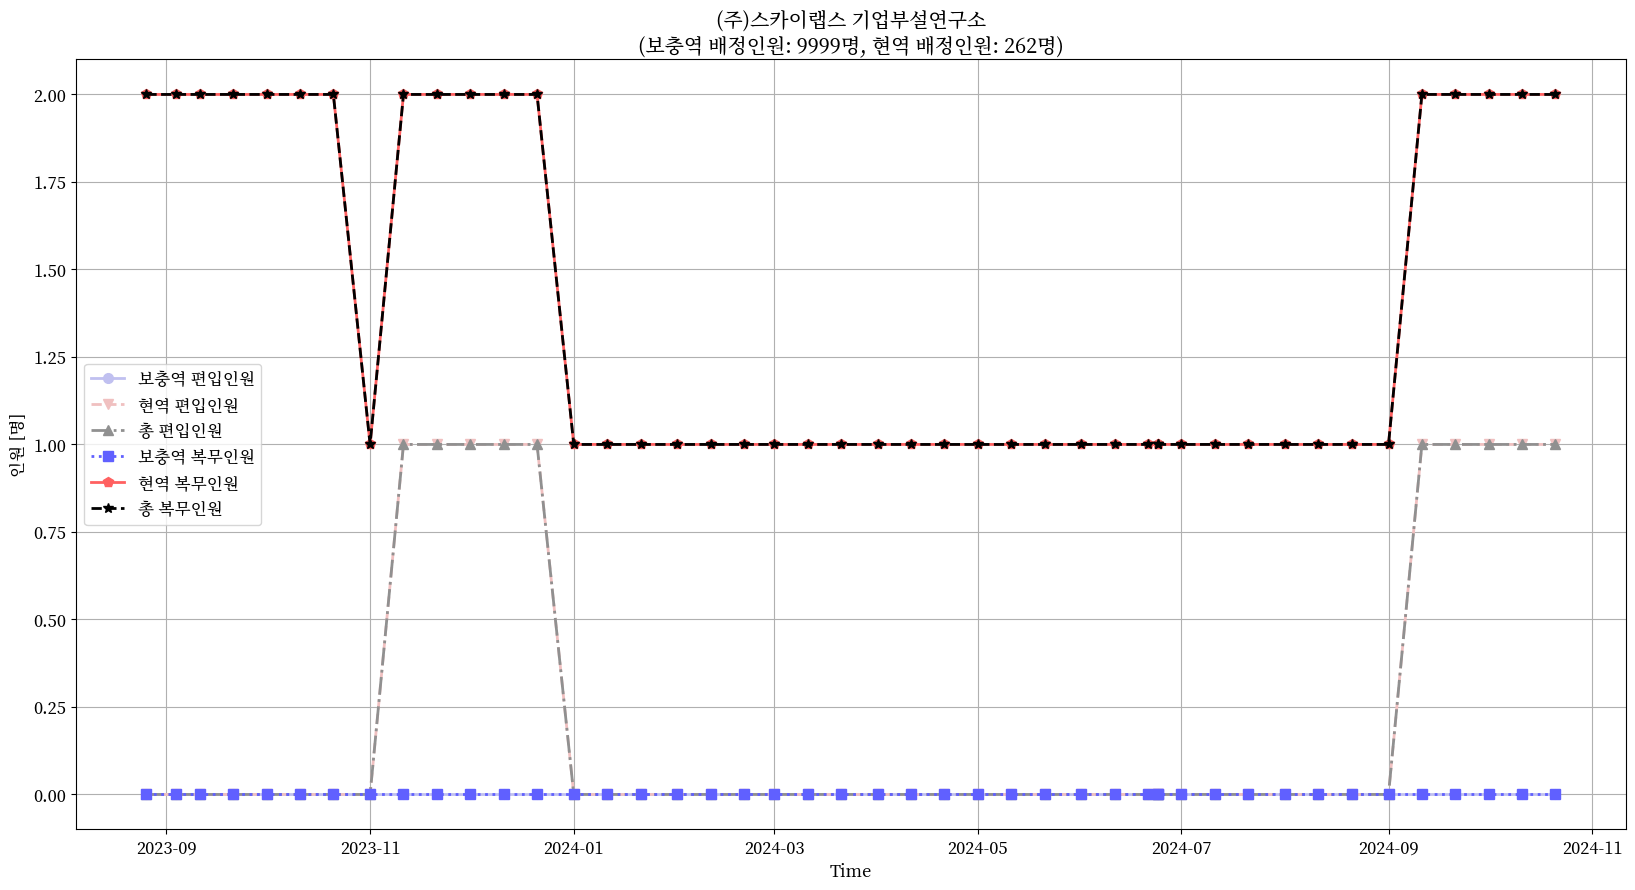 (주)스카이랩스 기업부설연구소
(보충역 배정인원: 9999명, 현역 배정인원: 262명)
2.00
1.75
1.50
1.25
1.00
0.75
0.50
0.25
0.00
인원 [명]
보충역 편입인원
현역 편입인원
총 편입인원
보충역 복무인원
현역 복무인원
총 복무인원
2023-09
2023-11
2024-01
2024-03
2024-05
2024-07
2024-09
2024-11
Time